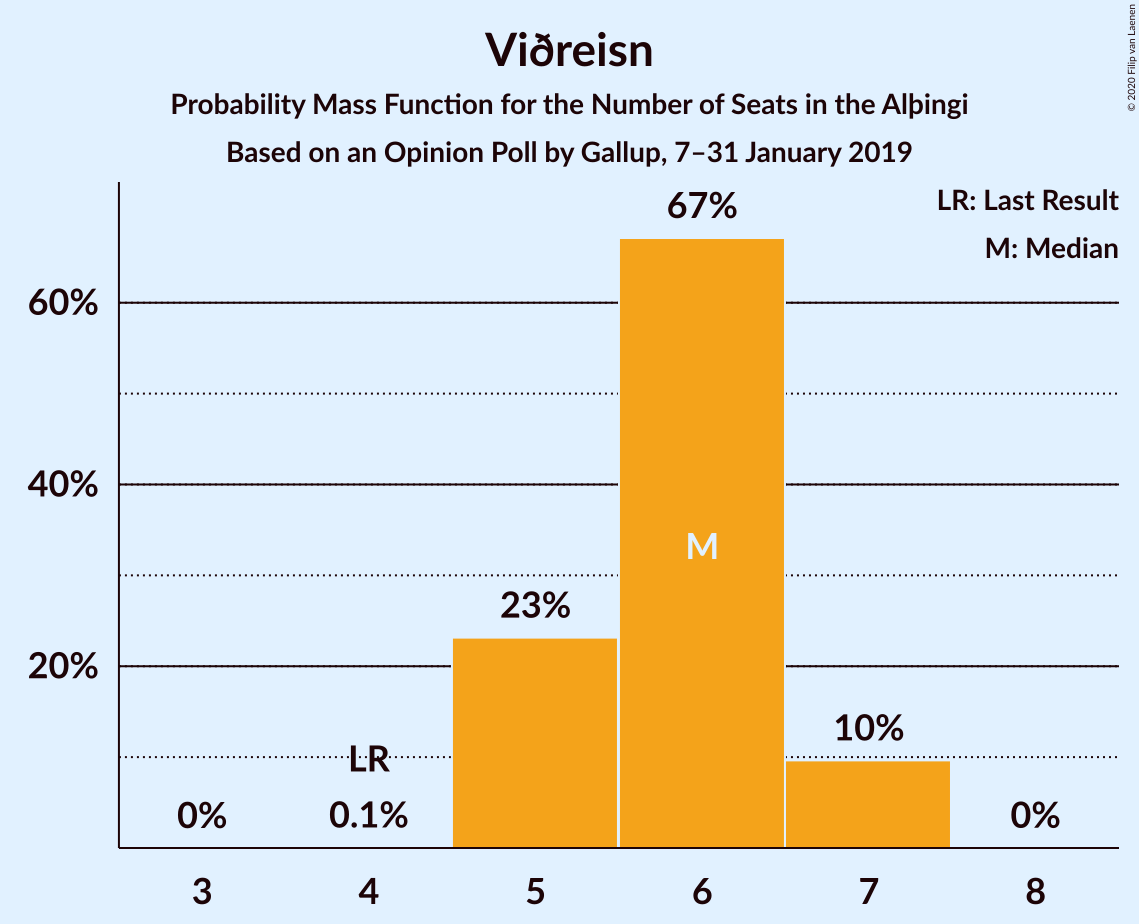 Viðreisn
Probability Mass Function for the Number of Seats in the Alþingi
Based on an Opinion Poll by Gallup, 7–31 January 2019
© 2020 Filip van Laenen
LR: Last Result
M: Median
67%
60%
40%
M
23%
20%
10%
LR
0%
0.1%
0%
3
4
5
6
7
8